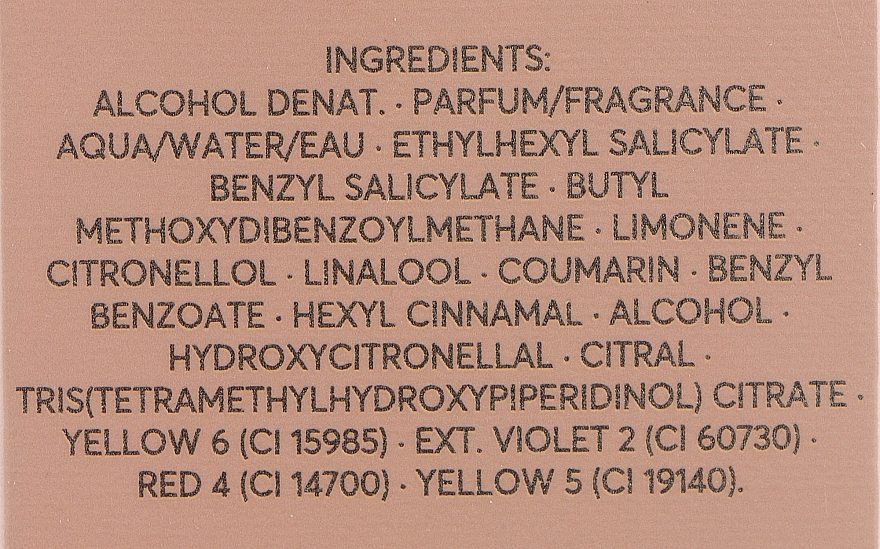 INGREDIENTS:
ALCOHOL DENAT. · PARFUM/FRAGRANCE ·
AQUA/WATER/EAU · ETHYLHEXYL SALICYLATE ·
BENZYL SALICYLATE · BUTYL
METHOXYDIBENZOYLMETHANE · LIMONENE ·
CITRONELLOL · LINALOOL · COUMARIN · BENZYL
BENZOATE · HEXYL CINNAMAL · ALCOHOL ·
HYDROXYCITRONELLAL · CITRAL ·
TRIS(TETRAMETHYLHYDROXYPIPERIDINOL) CITRATE ·
YELLOW 6 (CI 15985) · EXT. VIOLET 2 (CI 60730) ·
RED 4 (CI 14700) · YELLOW 5 (CI 19140).